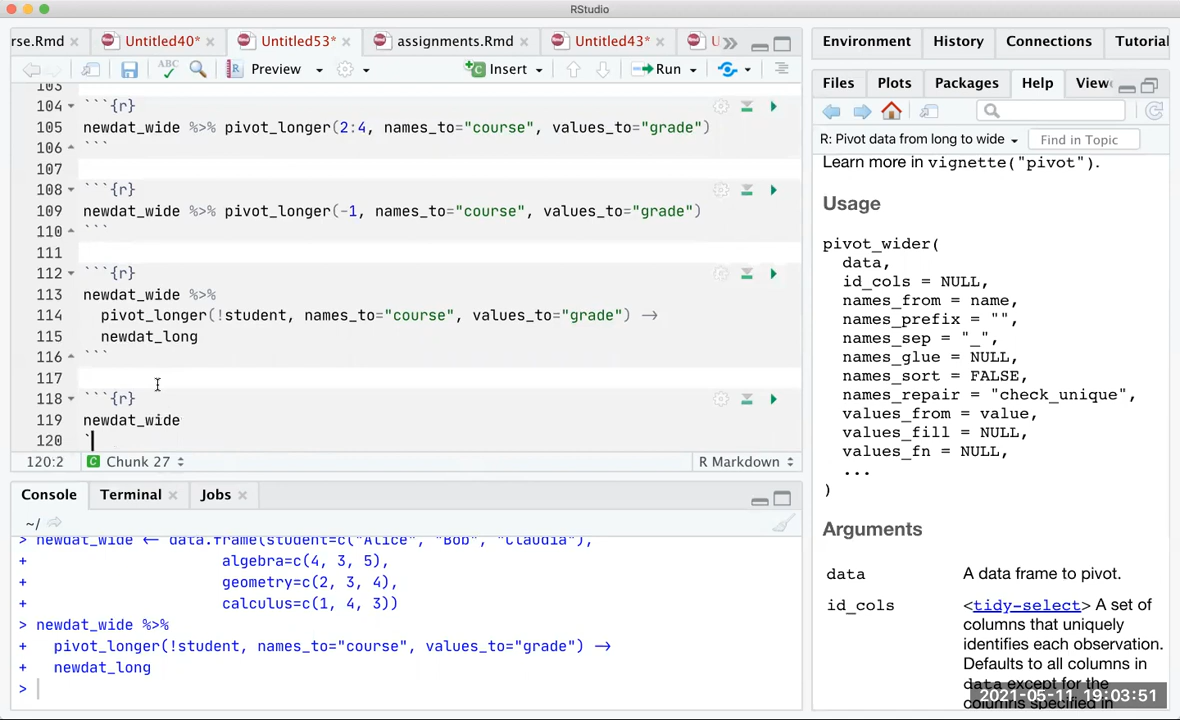 RStudio
rse.Rmd
Untitled40*
Untitled53*
assignments.Rmd
Untitled43*
U
ABC
Preview
Insert
Run
103
104 ```{r}
105 newdat_wide %>% pivot_longer(2:4, names_to="course", values_to="grade")
106 ```
107
108 ```{r}
109 newdat_wide %>% pivot_longer(-1, names_to="course", values_to="grade")
110 ```
111
112 ```{r}
113 newdat_wide %>%
114 pivot_longer(!student, names_to="course", values_to="grade") ->
115 newdat_long
116 ```
117
118 ```{r}
119 newdat_wide
120 `
120:2 C Chunk 27 R Markdown
Console Terminal Jobs
~/
> newdat_wide <- data.frame(student=c("Alice", "Bob", "Claudia"),
+ algebra=c(4, 3, 5),
+ geometry=c(2, 3, 4),
+ calculus=c(1, 4, 3))
> newdat_wide %>%
+ pivot_longer(!student, names_to="course", values_to="grade") ->
+ newdat_long
>
Environment History Connections Tutorial
Files Plots Packages Help View
R: Pivot data from long to wide Find in Topic
Learn more in vignette("pivot").
Usage
pivot_wider(
data,
id_cols = NULL,
names_from = name,
names_prefix = "",
names_sep = "_",
names_glue = NULL,
names_sort = FALSE,
names_repair = "check_unique",
values_from = value,
values_fill = NULL,
values_fn = NULL,
...
)
Arguments
data A data frame to pivot.
id_cols <tidy-select> A set of
columns that uniquely
identifies each observation.
Defaults to all columns in
data except for the
columns specified in
2021-05-11 19:03:51